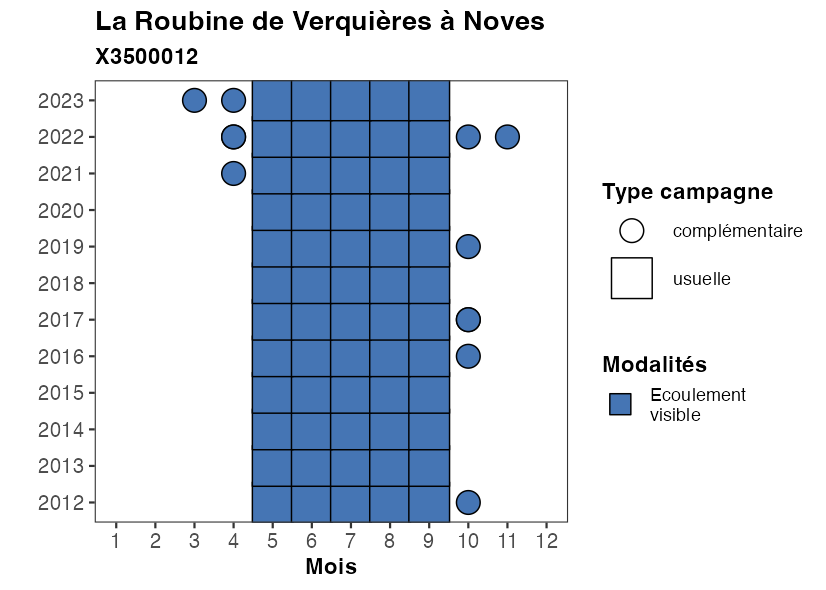 La Roubine de Verquières à Noves
X3500012
2023
2022
2021
2020
2019
2018
2017
2016
2015
2014
2013
2012
1 2 3 4 5 6 7 8 9 10 11 12
Mois
Type campagne
complémentaire
usuelle
Modalités
Ecoulement
visible